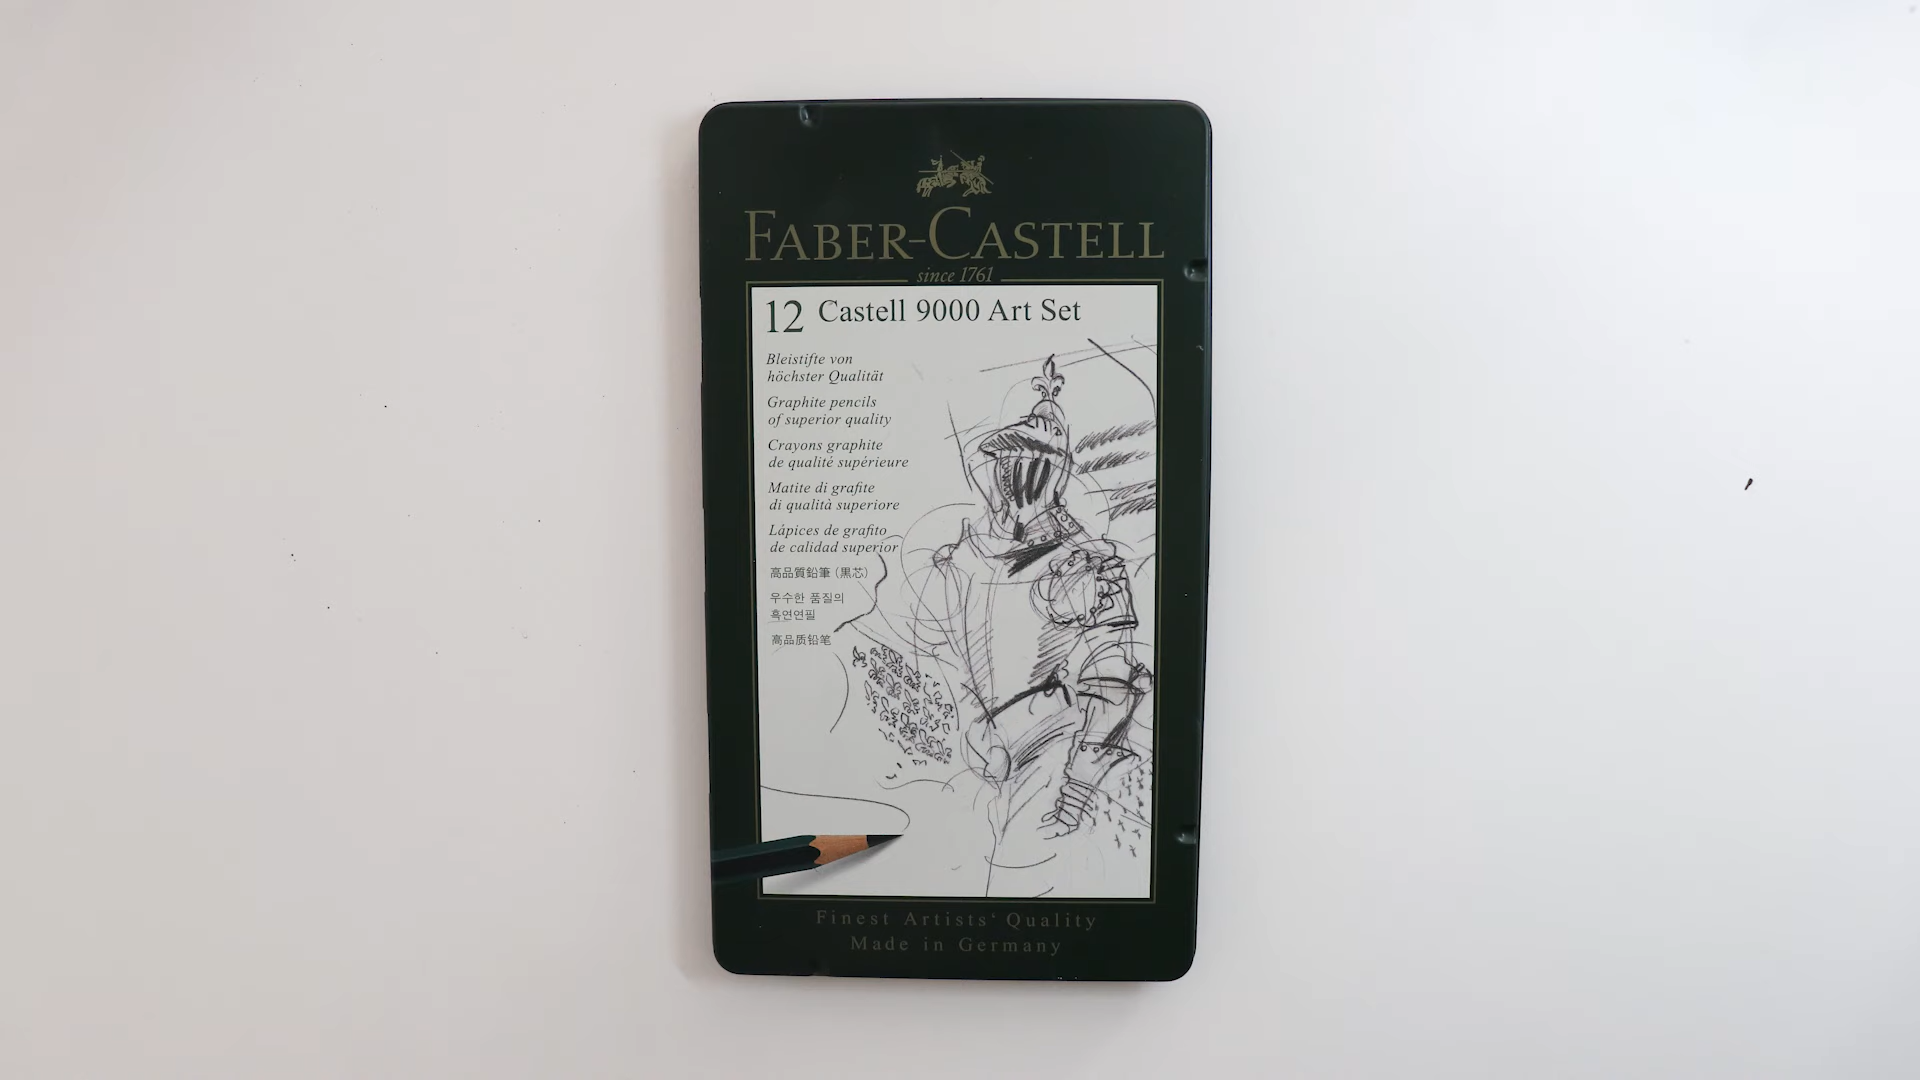 FABER-CASTELL
since 1761
12 Castell 9000 Art Set
Bleistifte von
höchster Qualität
Graphite pencils
of superior quality
Crayons graphite
de qualité supérieure
Matite di grafite
di qualità superiore
Lápices de grafito
de calidad superior
高品質鉛筆 (黒芯)
우수한 품질의
흑연연필
高品质铅笔
Finest Artists‘ Quality
Made in Germany